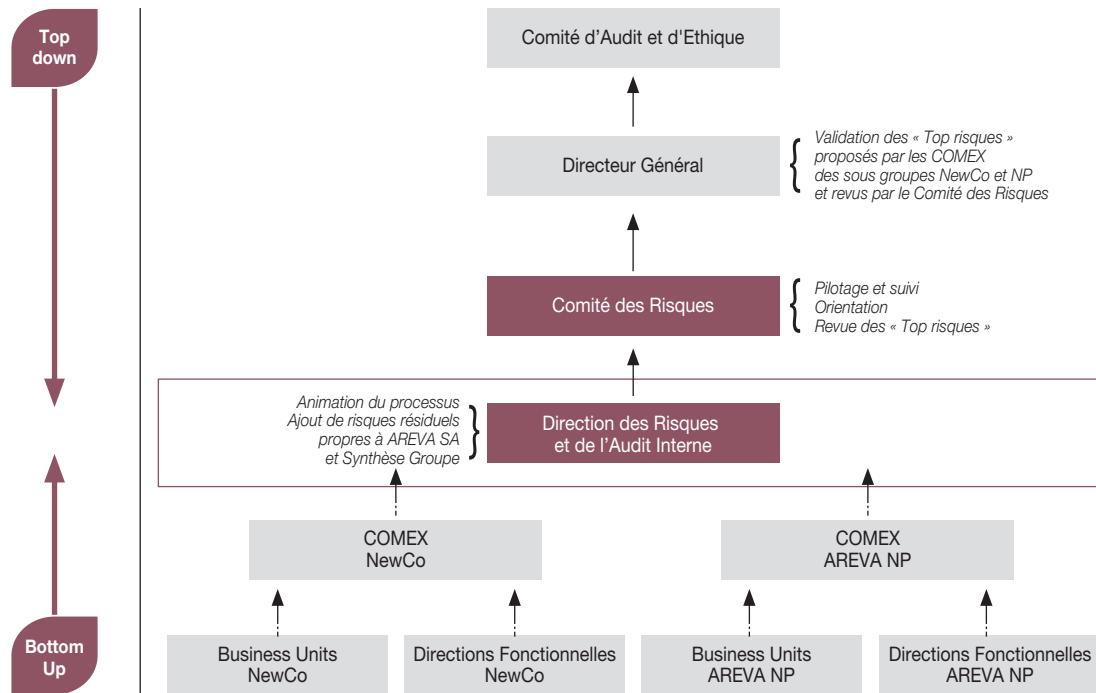 Top
down
Comité d'Audit et d'Ethique
Directeur Général
Validation des « Top risques »
proposés par les COMEX
des sous groupes NewCo et NP
et revus par le Comité des Risques
Comité des Risques
Pilotage et suivi
Orientation
Revue des « Top risques »
Animation du processus
Ajout de risques résiduels
propres à AREVA SA
et Synthèse Groupe
Direction des Risques
et de l'Audit Interne
COMEX
NewCo
COMEX
AREVA NP
Bottom
Up
Business Units
NewCo
Directions Fonctionnelles
NewCo
Business Units
AREVA NP
Directions Fonctionnelles
AREVA NP